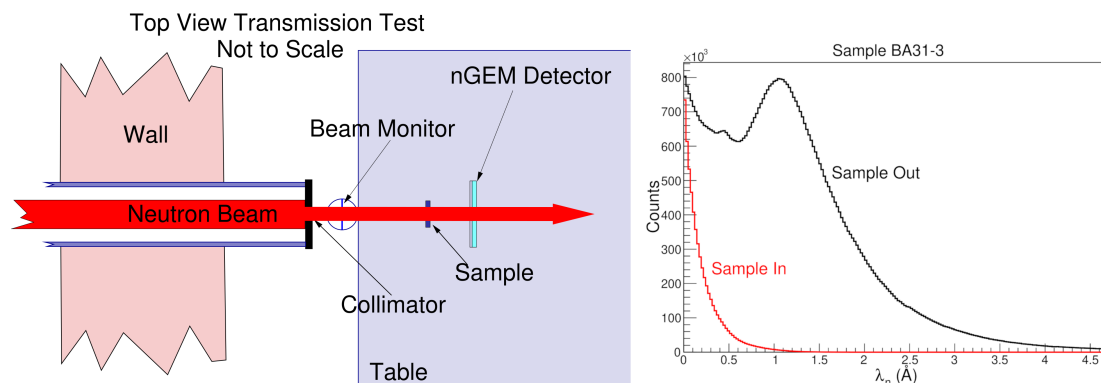 Top View Transmission Test
Not to Scale
nGEM Detector
Wall
Beam Monitor
Neutron Beam
Sample
Collimator
Table
Sample BA31-3
×10³
Counts
800
700
600
500
400
300
200
100
0
Sample Out
Sample In
0 0.5 1 1.5 2 2.5 3 3.5 4 4.5
λn (Å)